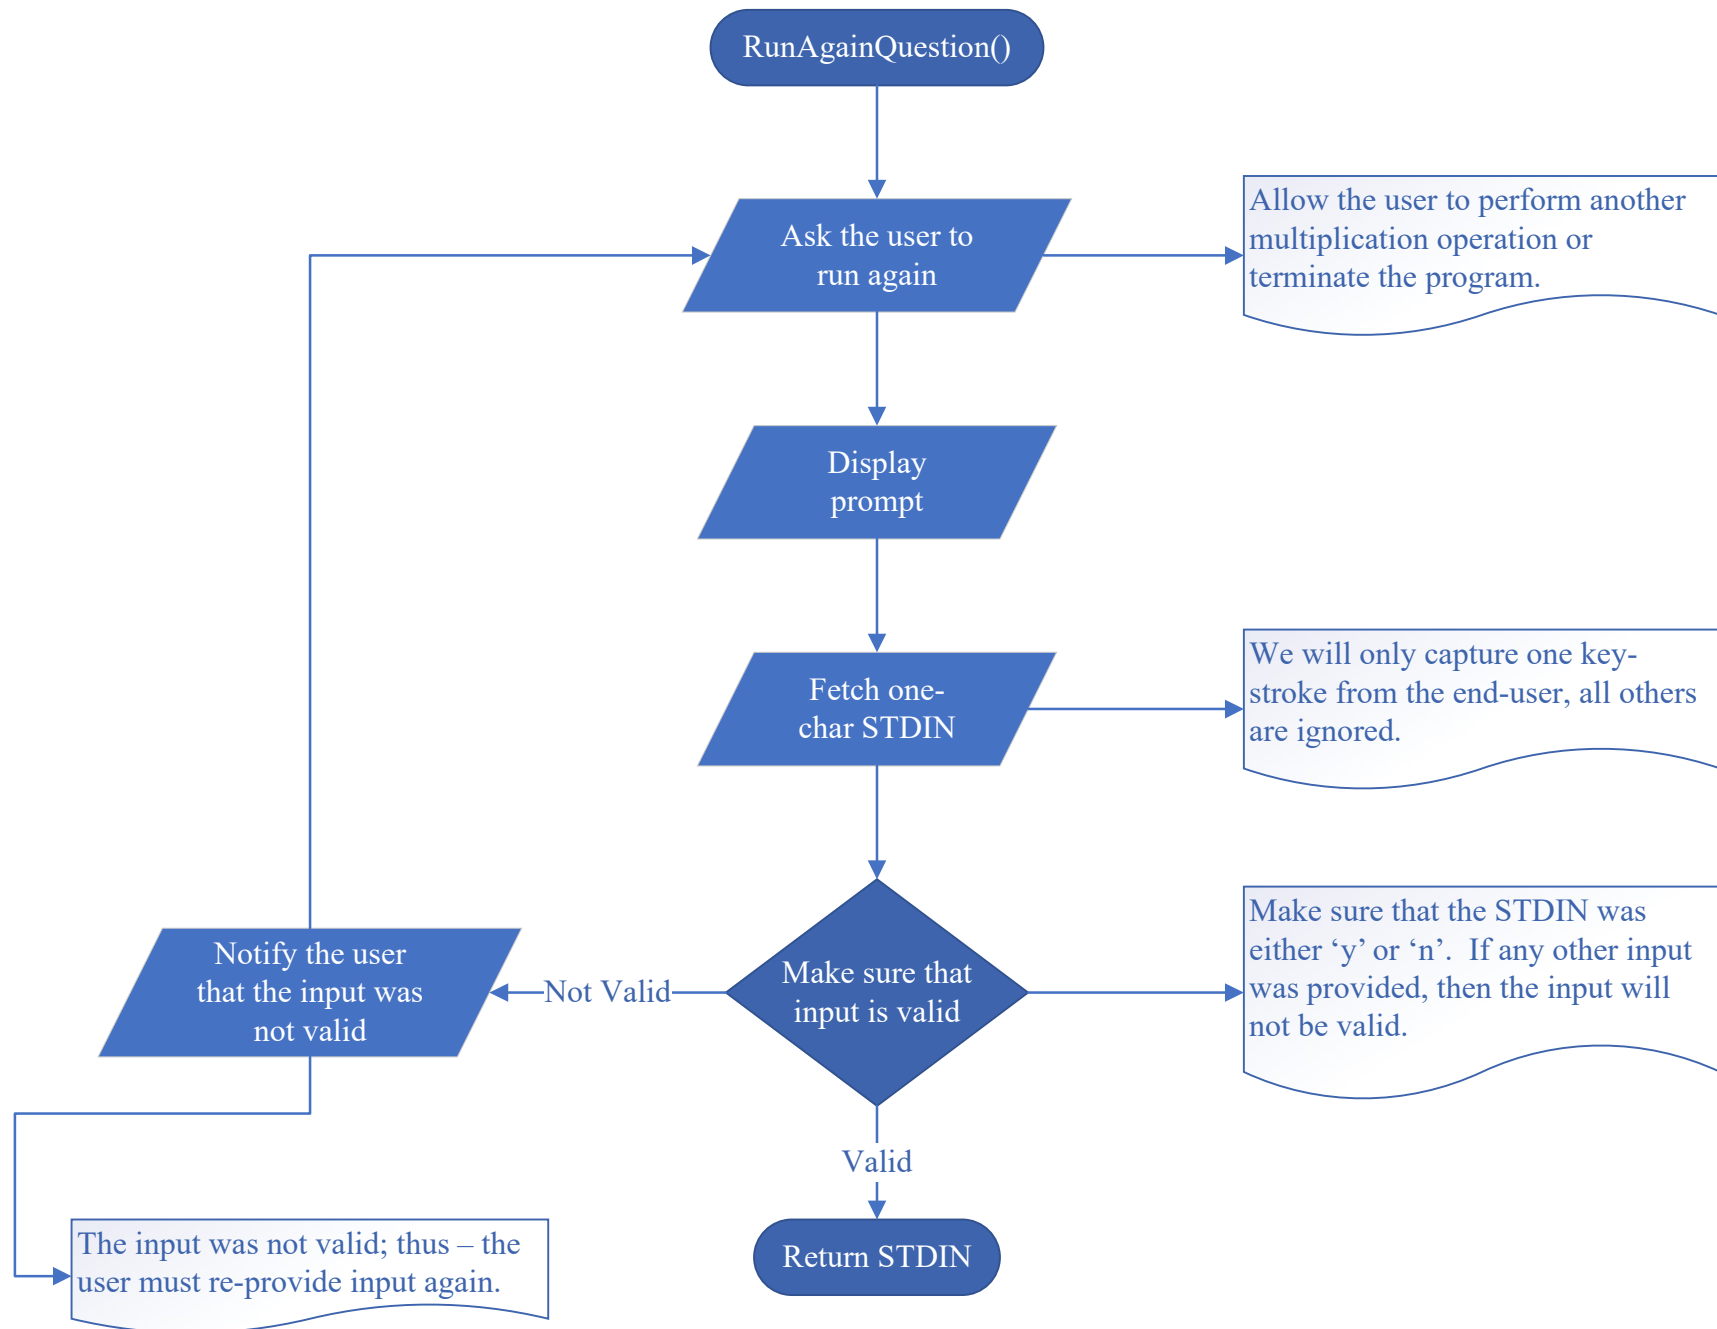 RunAgainQuestion()
Ask the user to
run again
Allow the user to perform another
multiplication operation or
terminate the program.
Display
prompt
Fetch one-
char STDIN
We will only capture one key-
stroke from the end-user, all others
are ignored.
Make sure that
input is valid
Make sure that the STDIN was
either ‘y’ or ‘n’.  If any other input
was provided, then the input will
not be valid.
Not Valid
Notify the user
that the input was
not valid
The input was not valid; thus – the
user must re-provide input again.
Valid
Return STDIN